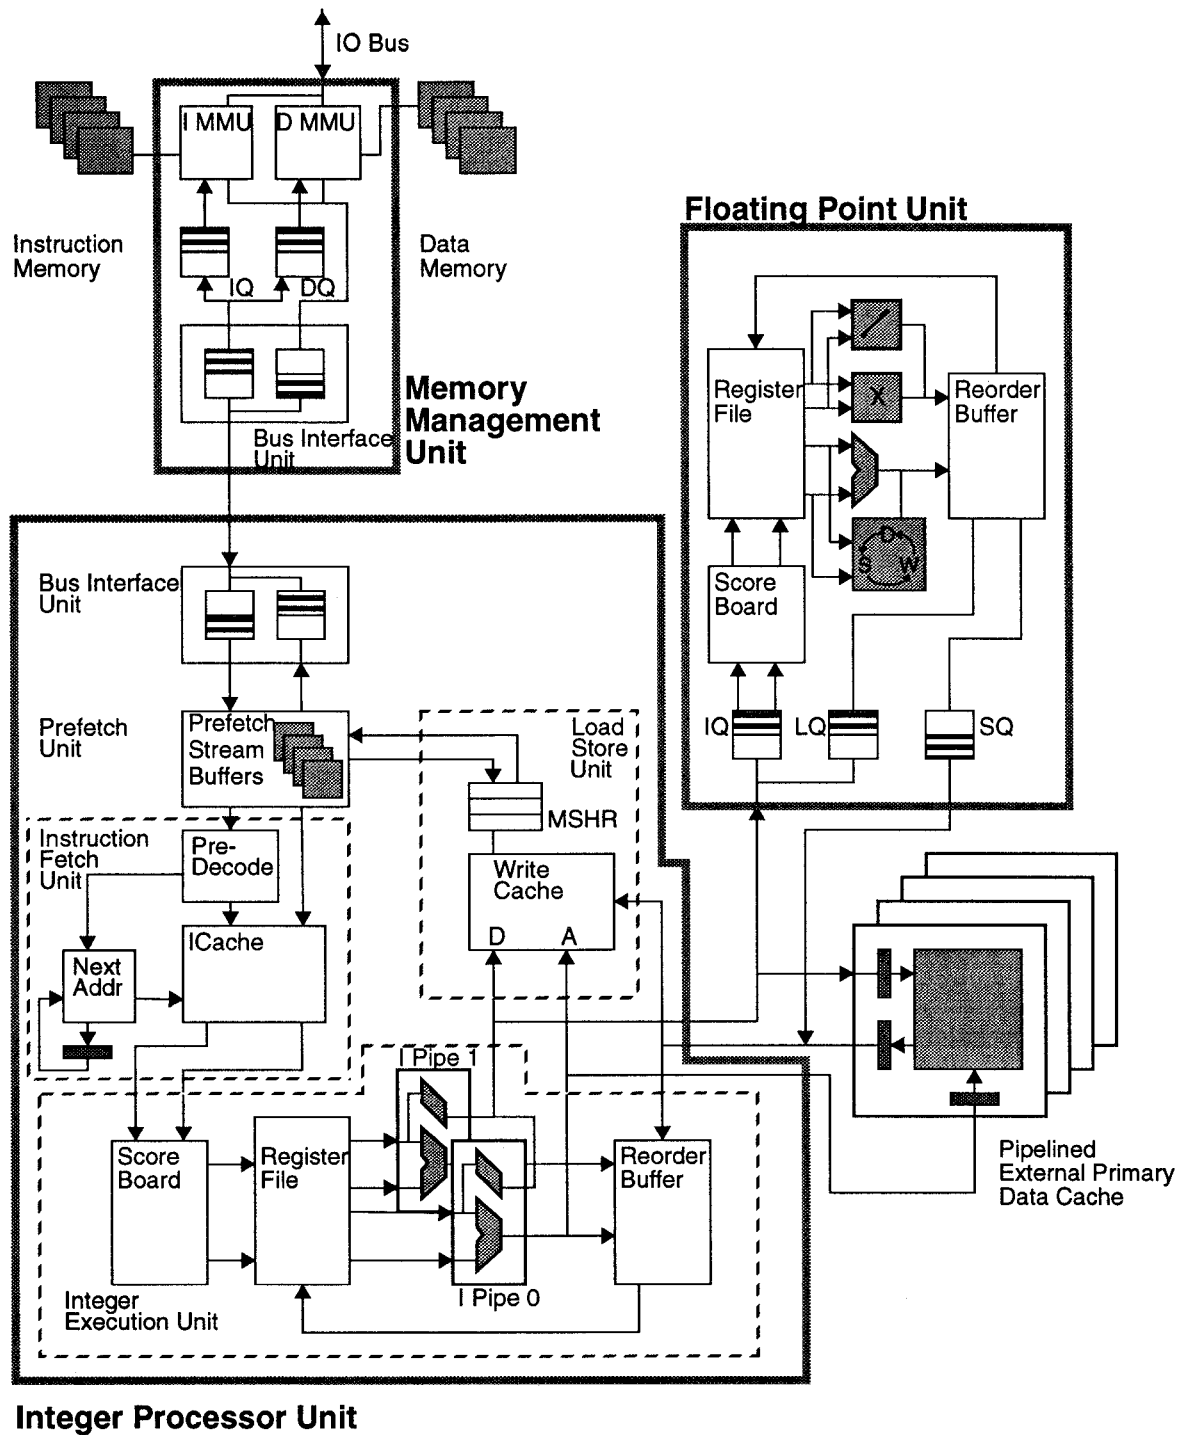 IO Bus
I MMU
D MMU
Instruction
Memory
Data
Memory
IQ
DQ
Bus Interface
Unit
Memory
Management
Unit
Floating Point Unit
Register
File
X
Reorder
Buffer
D
S
W
Score
Board
IQ
LQ
SQ
Bus Interface
Unit
Prefetch
Unit
Prefetch
Stream
Buffers
Load
Store
Unit
MSHR
Instruction
Fetch
Unit
Pre-
Decode
Write
Cache
D
A
ICache
Next
Addr
I Pipe 1
Score
Board
Register
File
Reorder
Buffer
I Pipe 0
Integer
Execution Unit
Pipelined
External Primary
Data Cache
Integer Processor Unit